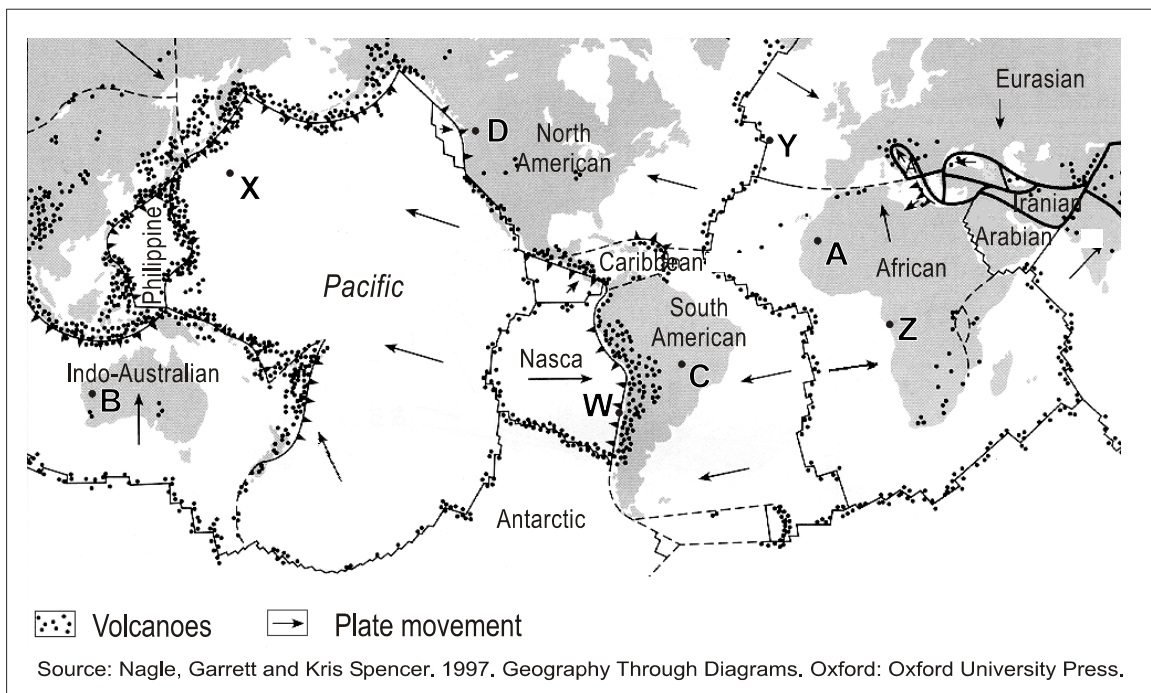 Eurasian
D
North
American
Y
X
Philippine
Iranian
Arabian
Caribbean
A
African
Pacific
South
American
Z
Nasca
Indo-Australian
C
B
W
Antarctic
Volcanoes
Plate movement
Source: Nagle, Garrett and Kris Spencer. 1997. Geography Through Diagrams. Oxford: Oxford University Press.